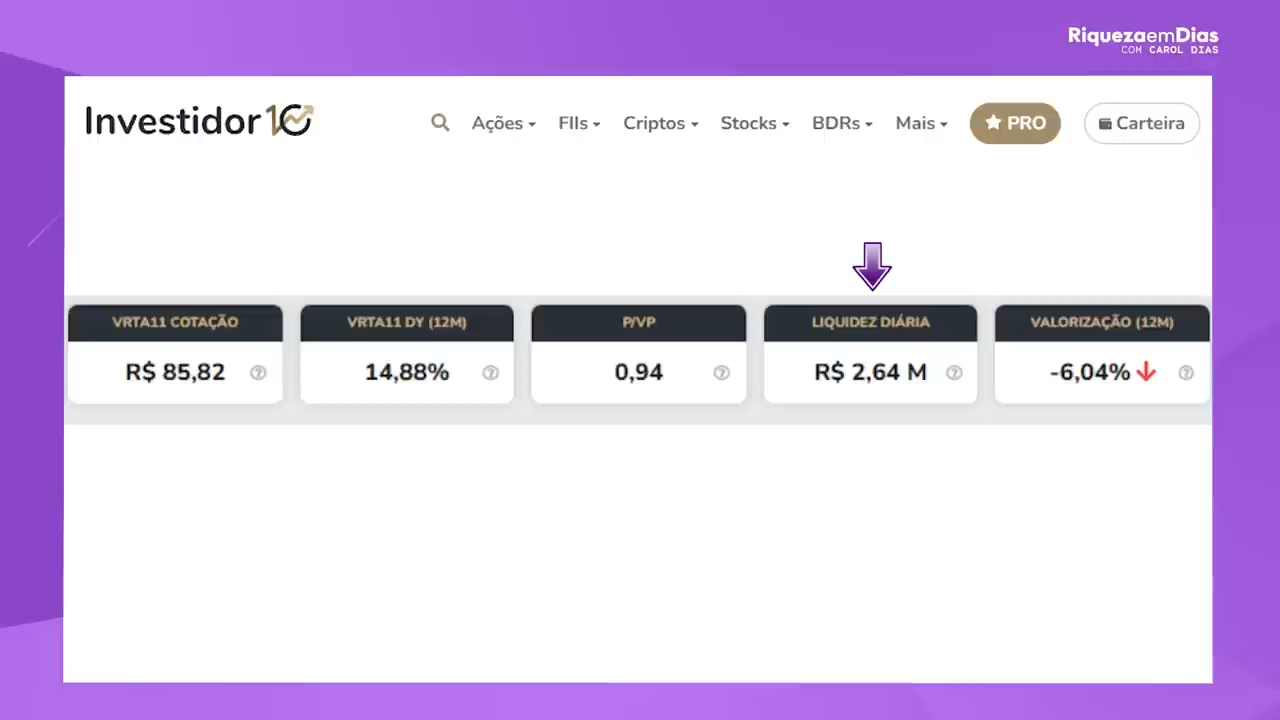 RiquezaemDias
COM CAROL DIAS
Investidor10
Ações
FIIs
Criptos
Stocks
BDRs
Mais
PRO
Carteira
VRTA11 COTAÇÃO
R$ 85,82
VRTA11 DY (12M)
14,88%
P/VP
0,94
LIQUIDEZ DIÁRIA
R$ 2,64 M
VALORIZAÇÃO (12M)
-6,04%